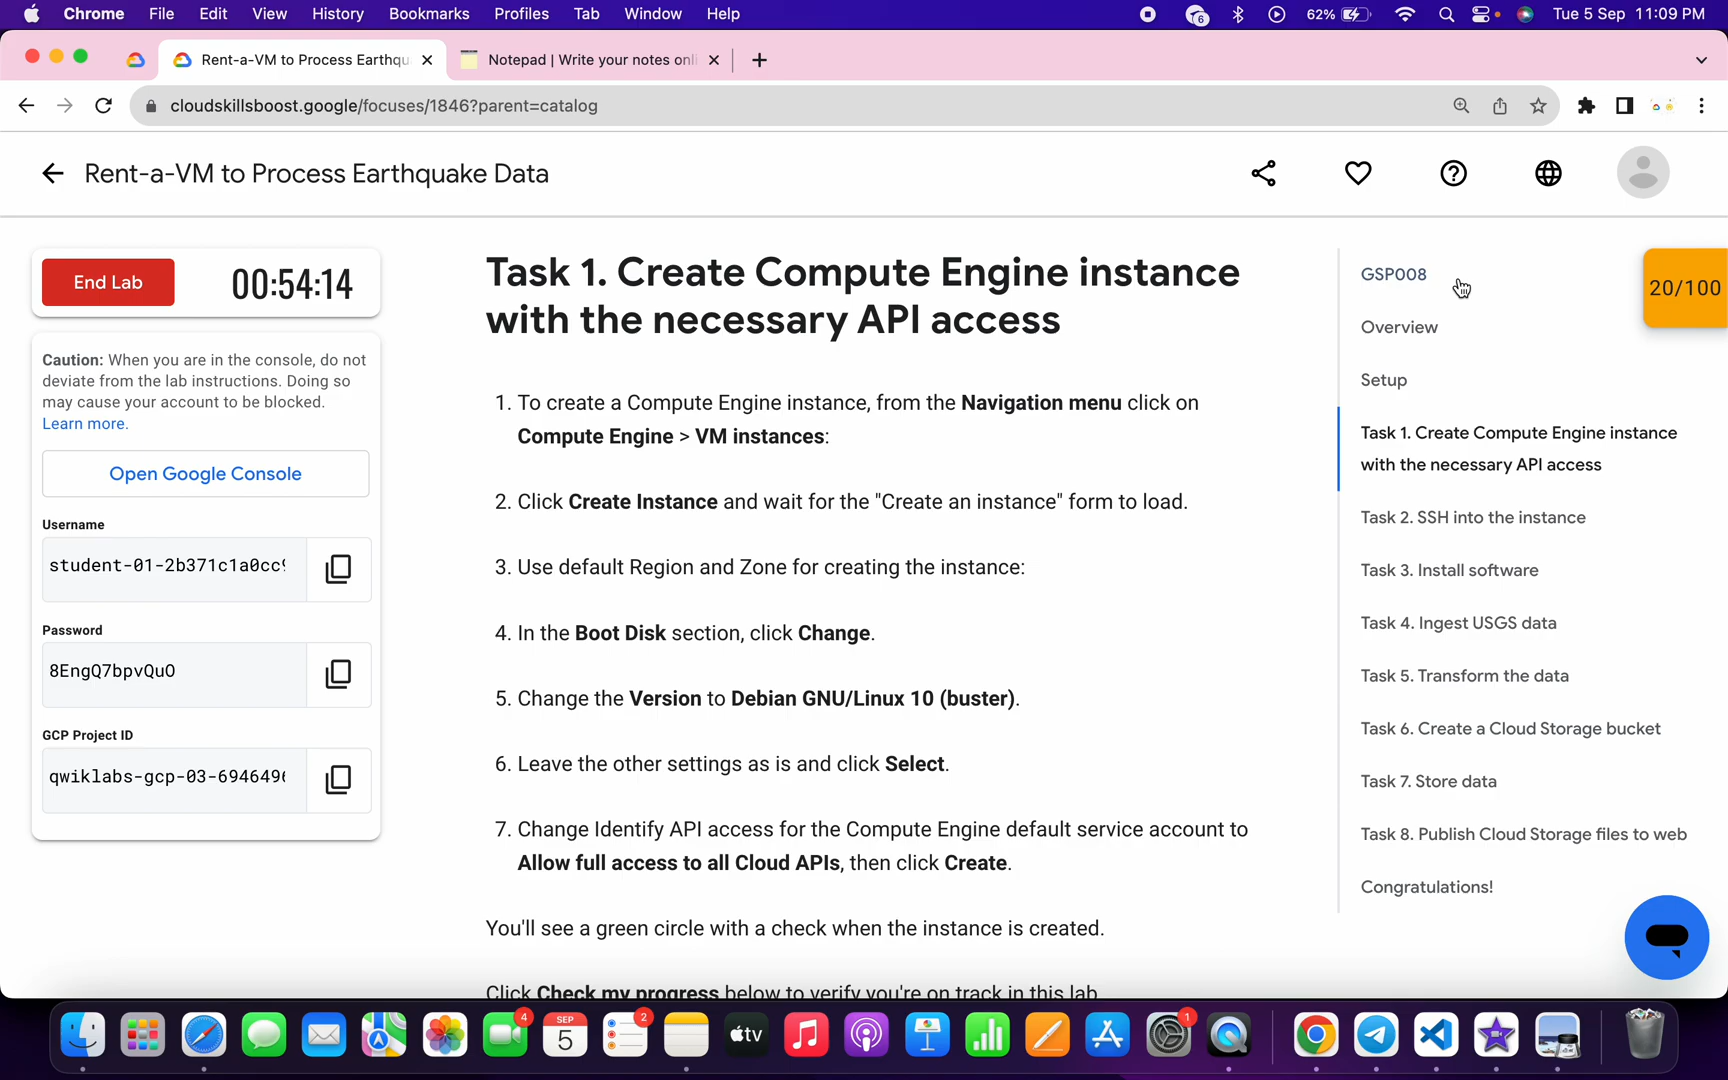 Chrome File Edit View History Bookmarks Profiles Tab Window Help
6 62% Tue 5 Sep 11:09 PM
Rent-a-VM to Process Earthqu
Notepad | Write your notes onl
cloudskillsboost.google/focuses/1846?parent=catalog
Rent-a-VM to Process Earthquake Data
End Lab 00:54:14
Caution: When you are in the console, do not
deviate from the lab instructions. Doing so
may cause your account to be blocked.
Learn more.
Open Google Console
Username
student-01-2b371c1a0cc9
Password
8EngQ7bpvQuO
GCP Project ID
qwiklabs-gcp-03-6946496
Task 1. Create Compute Engine instance
with the necessary API access
1. To create a Compute Engine instance, from the Navigation menu click on
Compute Engine > VM instances:
2. Click Create Instance and wait for the "Create an instance" form to load.
3. Use default Region and Zone for creating the instance:
4. In the Boot Disk section, click Change.
5. Change the Version to Debian GNU/Linux 10 (buster).
6. Leave the other settings as is and click Select.
7. Change Identify API access for the Compute Engine default service account to
Allow full access to all Cloud APIs, then click Create.
You'll see a green circle with a check when the instance is created.
Click Check my progress below to verify you're on track in this lab
GSP008
Overview
Setup
Task 1. Create Compute Engine instance
with the necessary API access
Task 2. SSH into the instance
Task 3. Install software
Task 4. Ingest USGS data
Task 5. Transform the data
Task 6. Create a Cloud Storage bucket
Task 7. Store data
Task 8. Publish Cloud Storage files to web
Congratulations!
20/100
4
SEP
5
2
tv
1